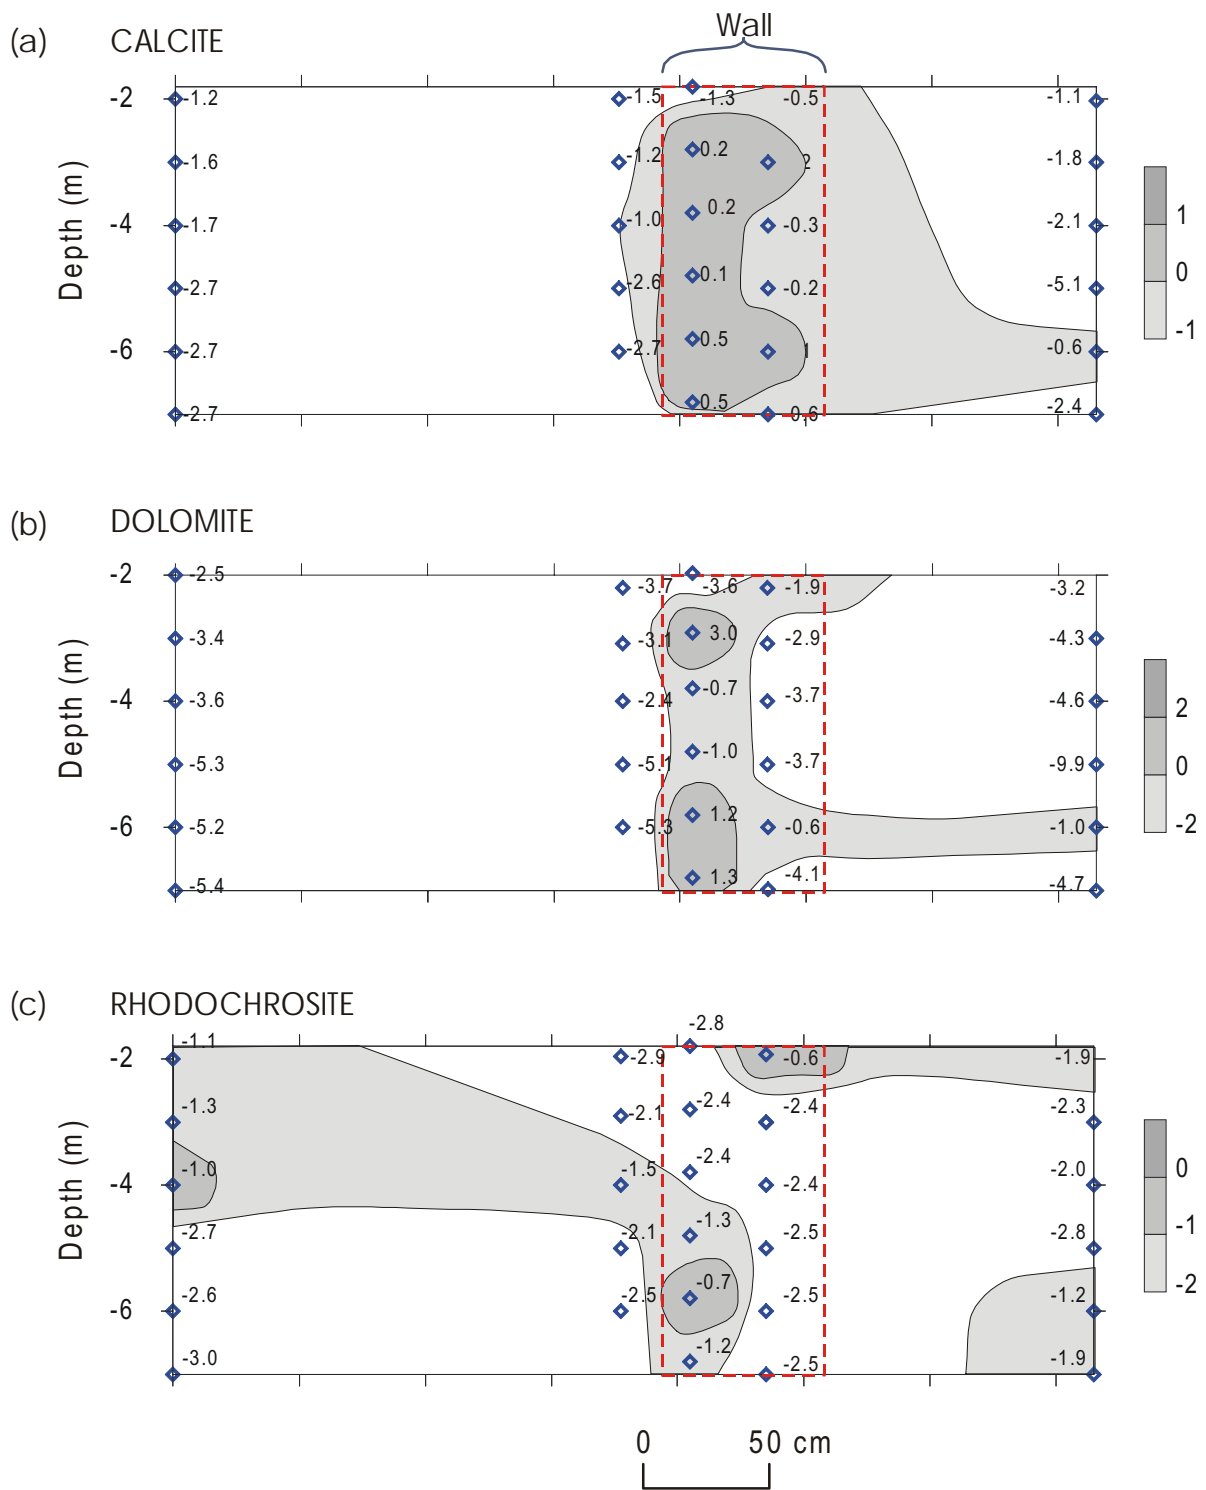 Wall
(a) CALCITE
-2 -1.2 -1.5 -1.3 -0.5 -1.1
-1.6 -1.2 0.2 2 -1.8
-4 -1.7 -1.0 0.2 -0.3 -2.1 1
-2.7 -2.6 0.1 -0.2 -5.1 0
-6 -2.7 -2.7 0.5 1 -0.6 -1
-2.7 0.5 -0.6 -2.4
Depth (m)
(b) DOLOMITE
-2 -2.5 -3.7 -3.6 -1.9 -3.2
-3.4 -3.1 3.0 -2.9 -4.3
-4 -3.6 -2.4 -0.7 -3.7 -4.6 2
-5.3 -5.1 -1.0 -3.7 -9.9 0
-6 -5.2 -5.3 1.2 -0.6 -1.0 -2
-5.4 1.3 -4.1 -4.7
Depth (m)
(c) RHODOCHROSITE
-2 -1.1 -2.9 -2.8 -0.6 -1.9
-1.3 -2.1 -2.4 -2.4 -2.3
-4 -1.0 -1.5 -2.4 -2.4 -2.0 0
-2.7 -2.1 -1.3 -2.5 -2.8 -1
-6 -2.6 -2.5 -0.7 -2.5 -1.2 -2
-3.0 -1.2 -2.5 -1.9
Depth (m)
0 50 cm